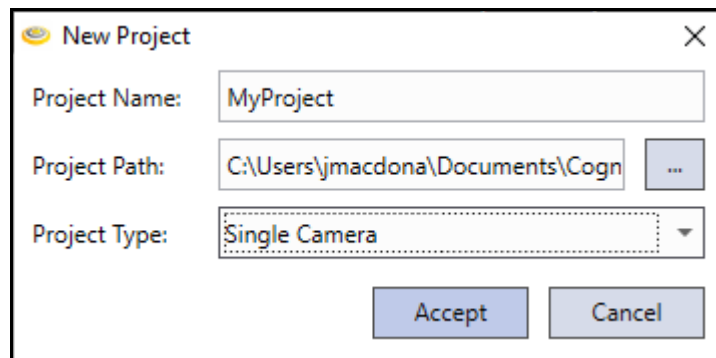 New Project
Project Name: MyProject
Project Path: C:\Users\jmacdona\Documents\Cogn ...
Project Type: Single Camera
Accept Cancel